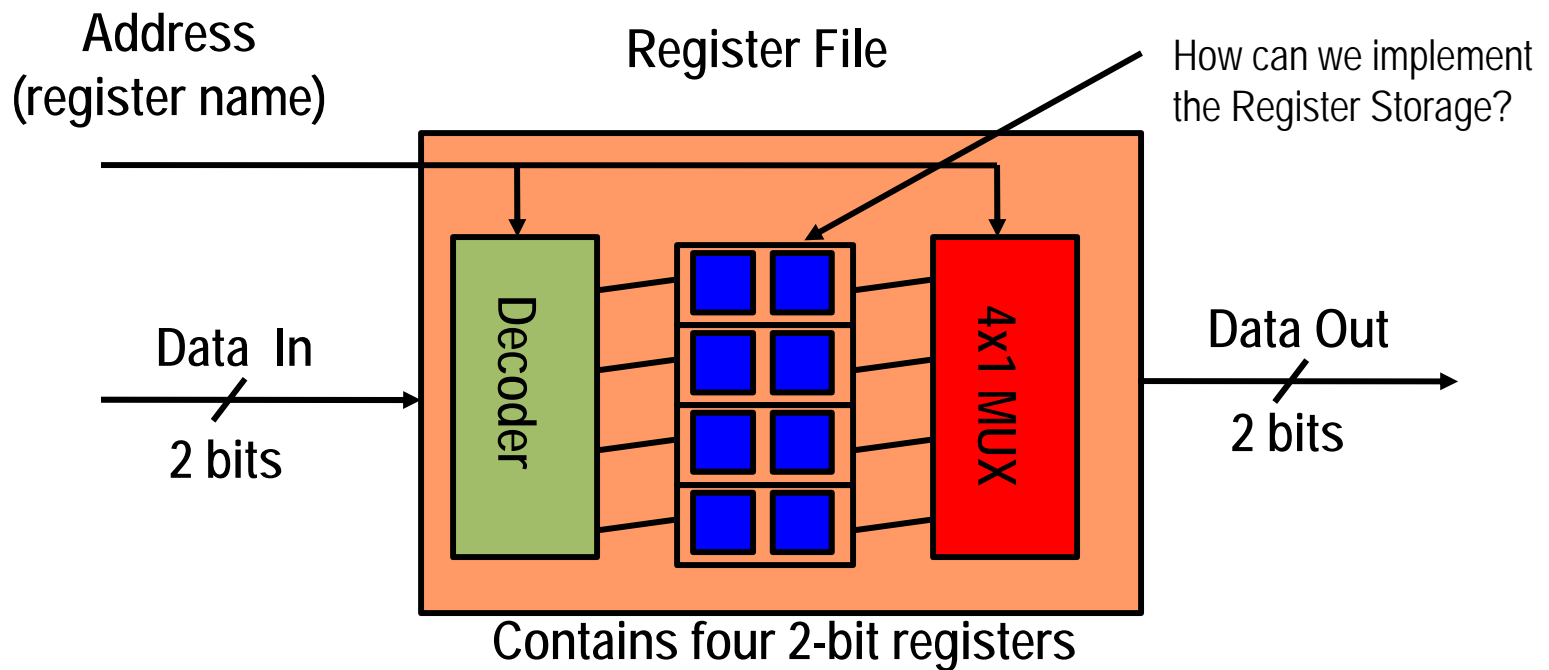 Address
(register name)
Register File
How can we implement
the Register Storage?
Decoder
4x1 MUX
Data In
2 bits
Data Out
2 bits
Contains four 2-bit registers